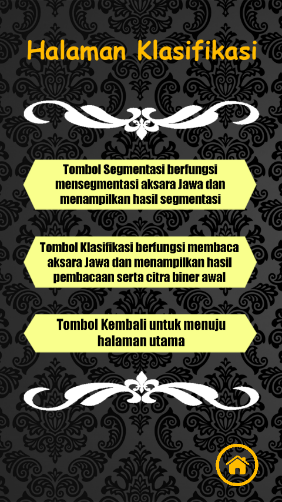 Halaman Klasifikasi
Tombol Segmentasi berfungsi
mensegmentasi aksara Jawa dan
menampilkan hasil segmentasi
Tombol Klasifikasi berfungsi membaca
aksara Jawa dan menampilkan hasil
pembacaan serta citra biner awal
Tombol Kembali untuk menuju
halaman utama